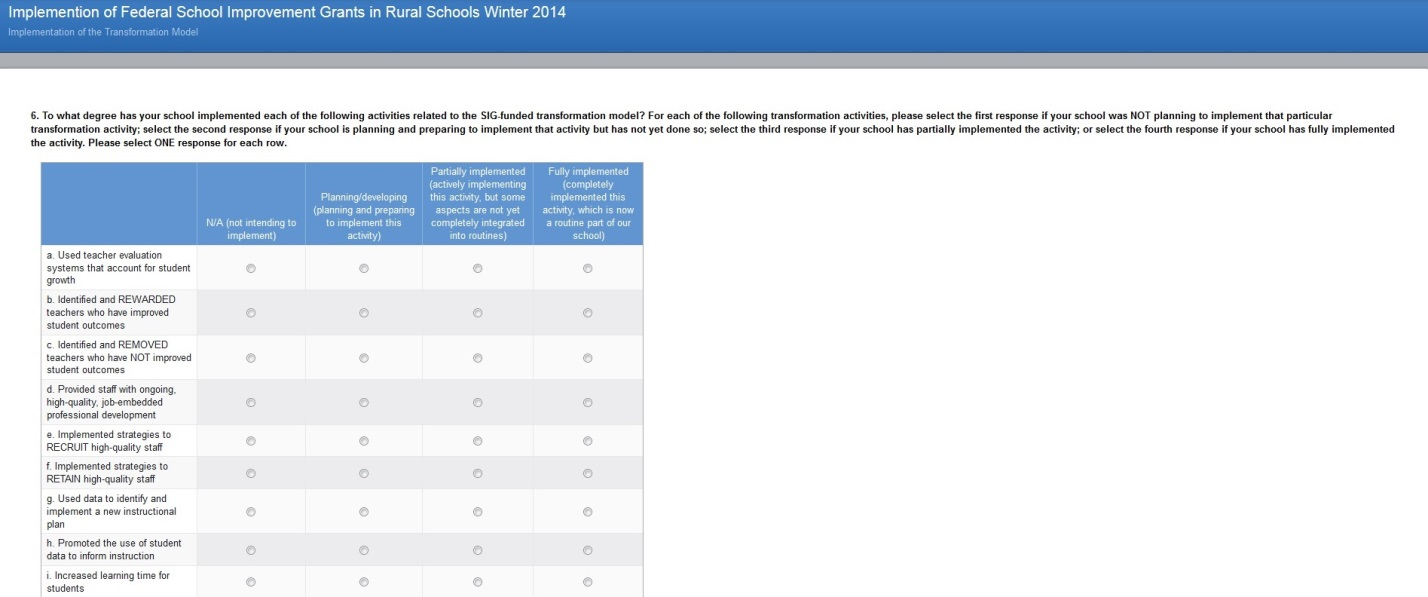 Implemention of Federal School Improvement Grants in Rural Schools Winter 2014
Implementation of the Transformation Model
6. To what degree has your school implemented each of the following activities related to the SIG-funded transformation model? For each of the following transformation activities, please select the first response if your school was NOT planning to implement that particular
transformation activity; select the second response if your school is planning and preparing to implement that activity but has not yet done so; select the third response if your school has partially implemented the activity; or select the fourth response if your school has fully implemented
the activity. Please select ONE response for each row.
N/A (not intending to
implement)
Planning/developing
(planning and preparing
to implement this
activity)
Partially implemented
(actively implementing
this activity, but some
aspects are not yet
completely integrated
into routines)
Fully implemented
(completely
implemented this
activity, which is now
a routine part of our
school)
a. Used teacher evaluation
systems that account for student
growth
b. Identified and REWARDED
teachers who have improved
student outcomes
c. Identified and REMOVED
teachers who have NOT improved
student outcomes
d. Provided staff with ongoing,
high-quality, job-embedded
professional development
e. Implemented strategies to
RECRUIT high-quality staff
f. Implemented strategies to
RETAIN high-quality staff
g. Used data to identify and
implement a new instructional
plan
h. Promoted the use of student
data to inform instruction
i. Increased learning time for
students